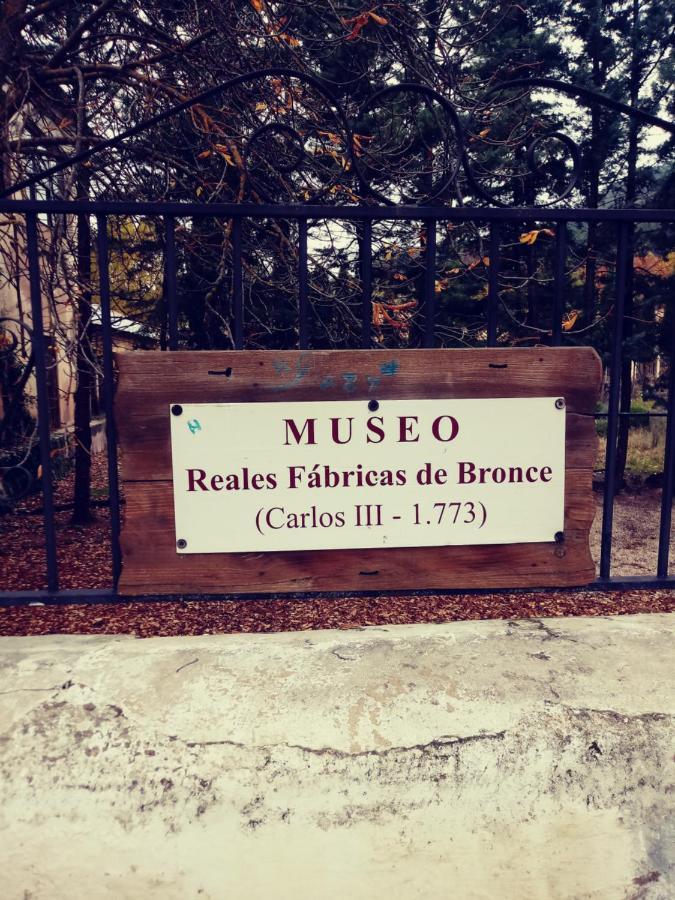 MUSEO
Reales Fábricas de Bronce
(Carlos III - 1.773)